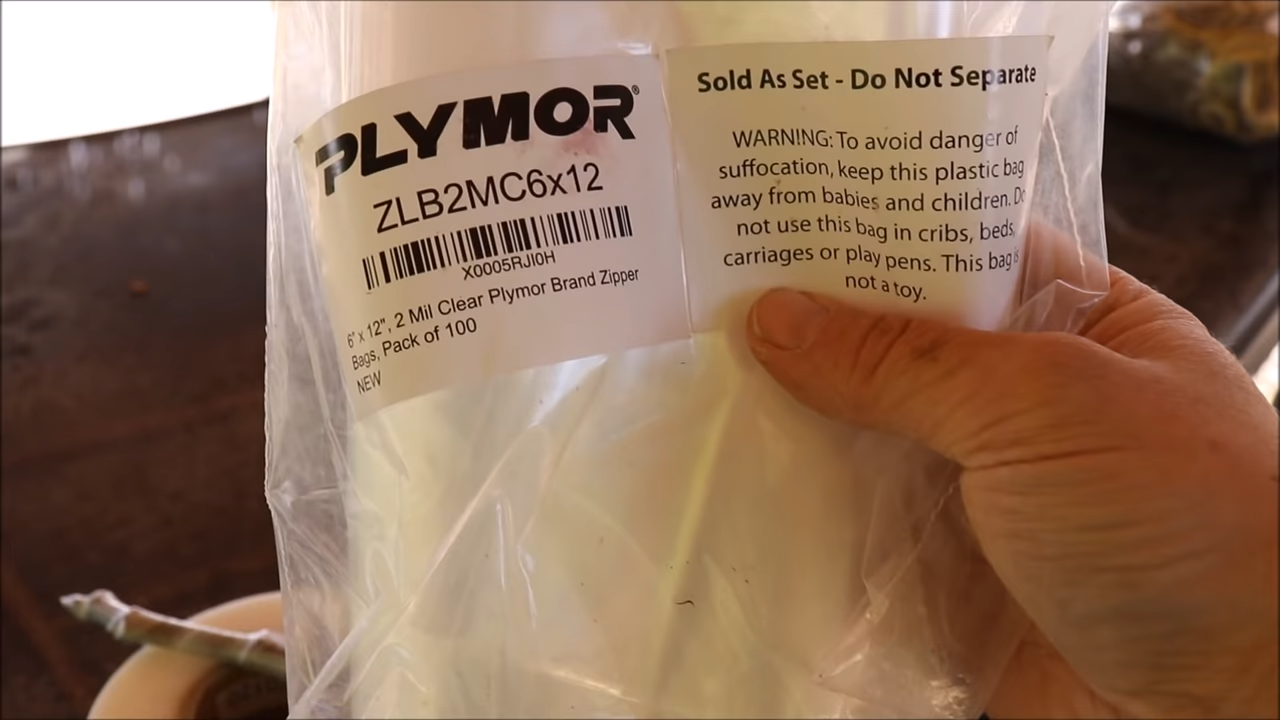 PLYMOR®
ZLB2MC6x12
X0005RJI0H
6" x 12", 2 Mil Clear Plymor Brand Zipper
Bags, Pack of 100
NEW
Sold As Set - Do Not Separate
WARNING: To avoid danger of
suffocation, keep this plastic bag
away from babies and children. Do
not use this bag in cribs, beds,
carriages or play pens. This bag is
not a toy.